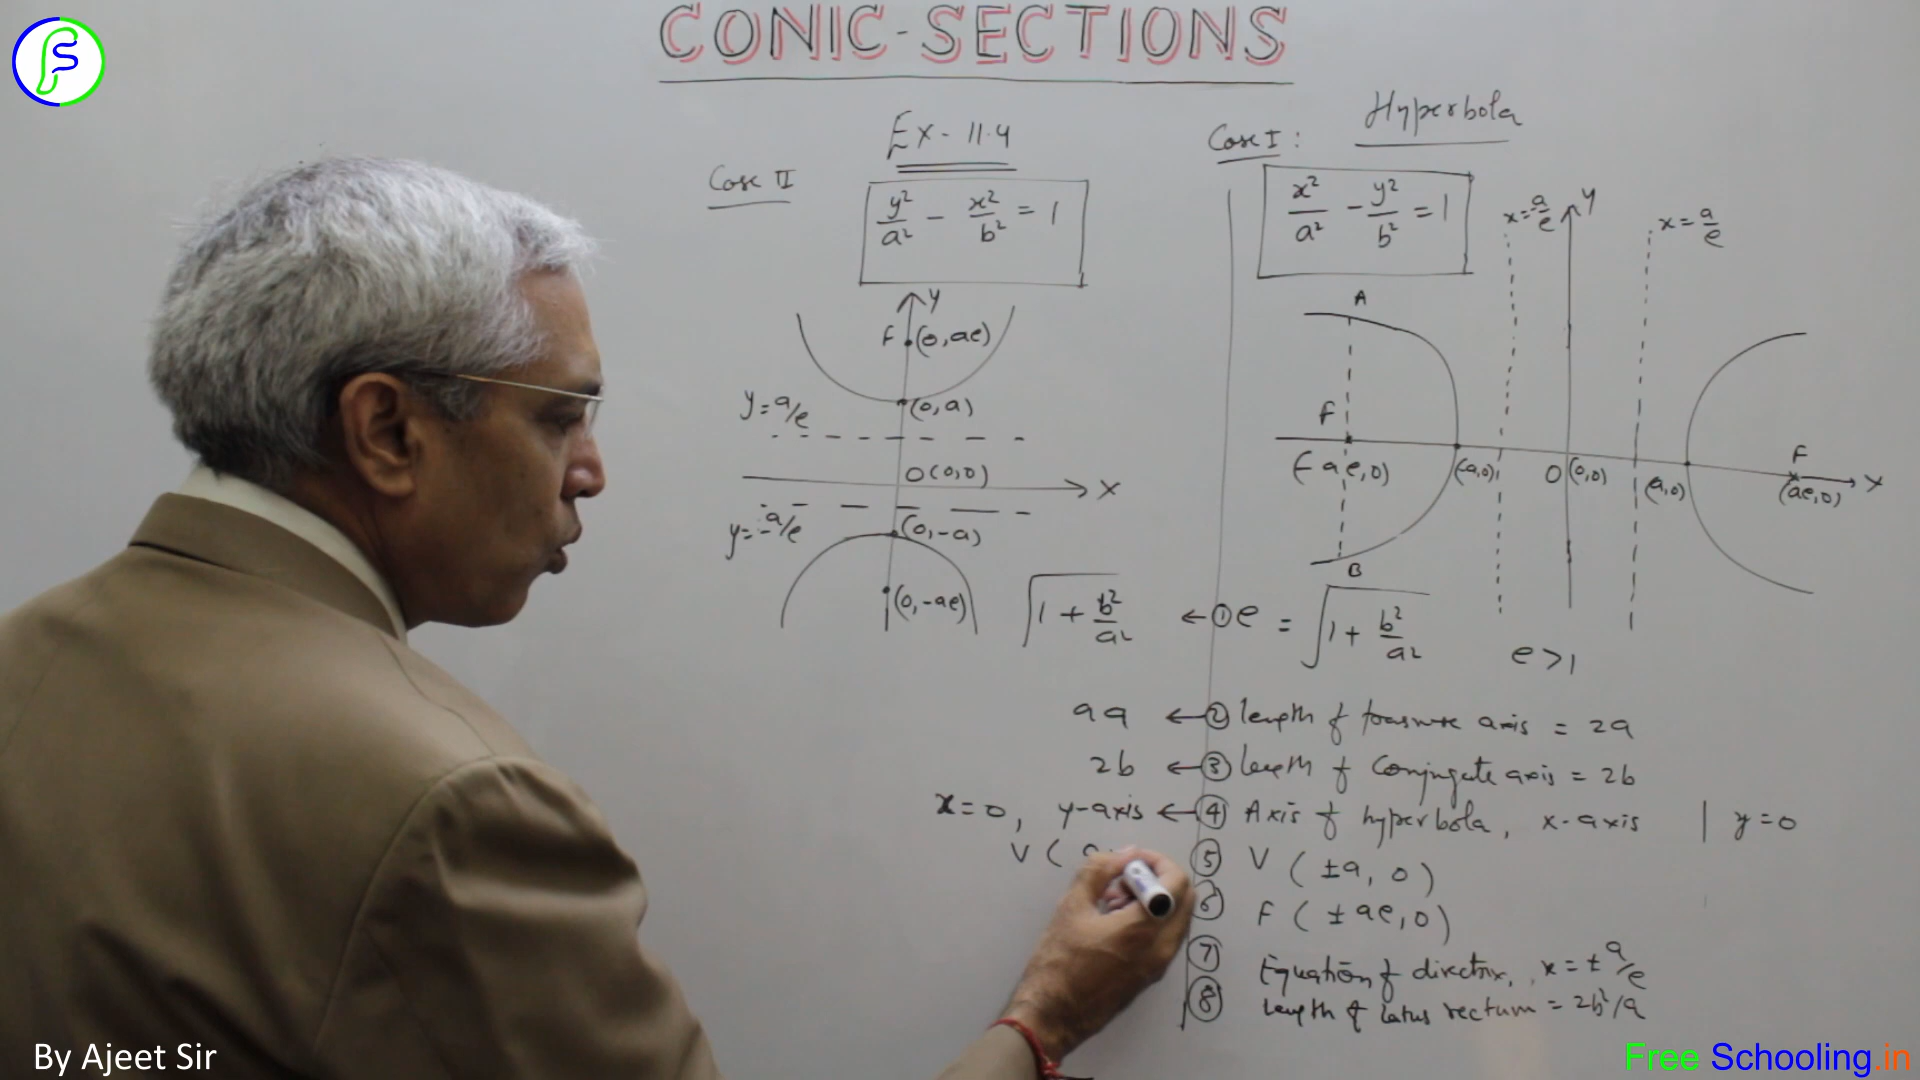 CONIC-SECTIONS
Ex- 11.4
Case II
y²/a² - x²/b² = 1
Y
F (0, ae)
(0, a)
y = a/e
O (0,0)
X
y = -a/e
(0, -a)
(0, -ae)
√1 + b²/a²
aa
2b
x=0, y-axis
V (
Hyperbola
Case I :
x²/a² - y²/b² = 1
x = -a/e
Y
x = a/e
A
F
(-ae, 0)
(-a,0)
O (0,0)
(a,0)
F
(ae,0)
X
B
① e = √1 + b²/a²
e > 1
② length of transverse axis = 2a
③ length of Conjugate axis = 2b
④ Axis of hyperbola, x-axis | y=0
⑤ V (±a, 0)
⑥ F (±ae, 0)
⑦ Equation of directrix, x = ± a/e
⑧ length of latus rectum = 2b²/a
fS
By Ajeet Sir
Free Schooling.in